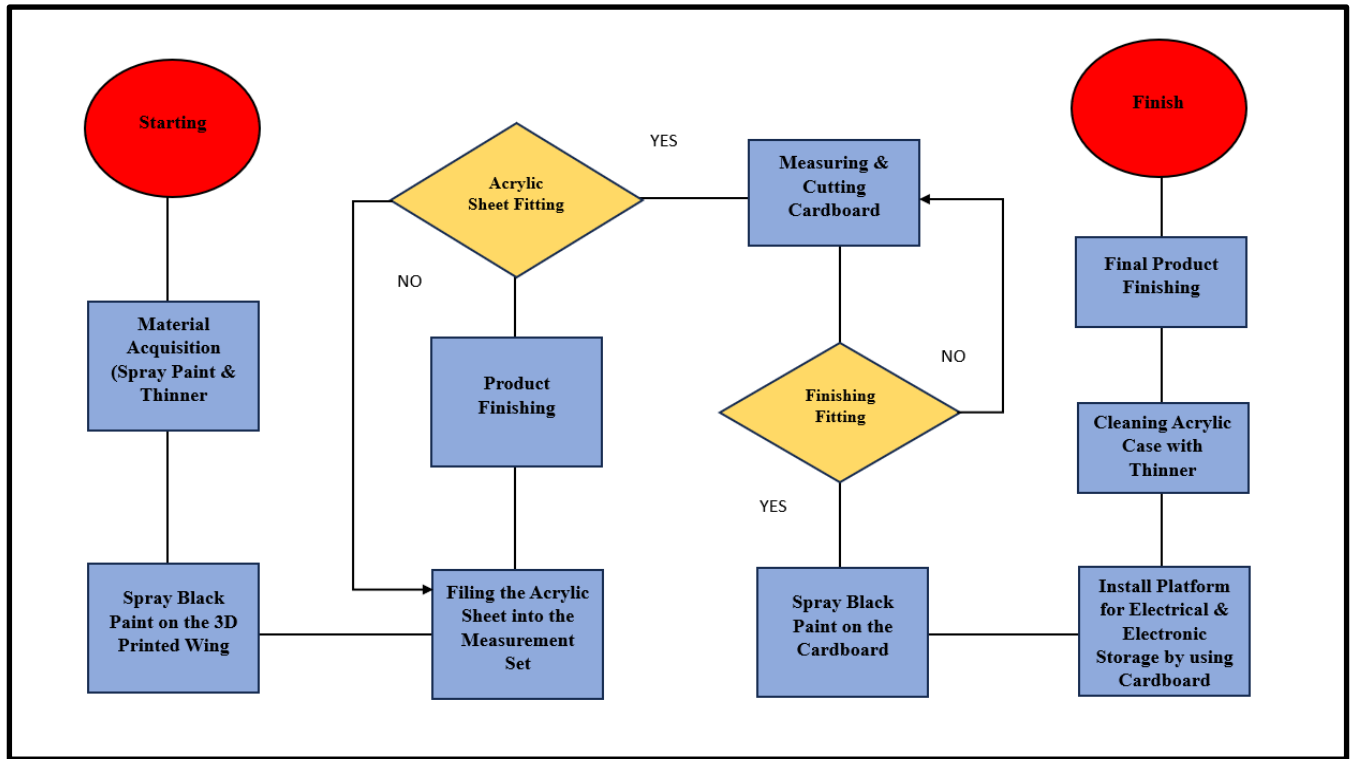 Starting
Material
Acquisition
(Spray Paint &
Thinner
Spray Black
Paint on the 3D
Printed Wing
Filing the Acrylic
Sheet into the
Measurement
Set
Product
Finishing
Acrylic
Sheet Fitting
NO
YES
Measuring &
Cutting
Cardboard
Finishing
Fitting
NO
YES
Spray Black
Paint on the
Cardboard
Install Platform
for Electrical &
Electronic
Storage by using
Cardboard
Cleaning Acrylic
Case with
Thinner
Final Product
Finishing
Finish